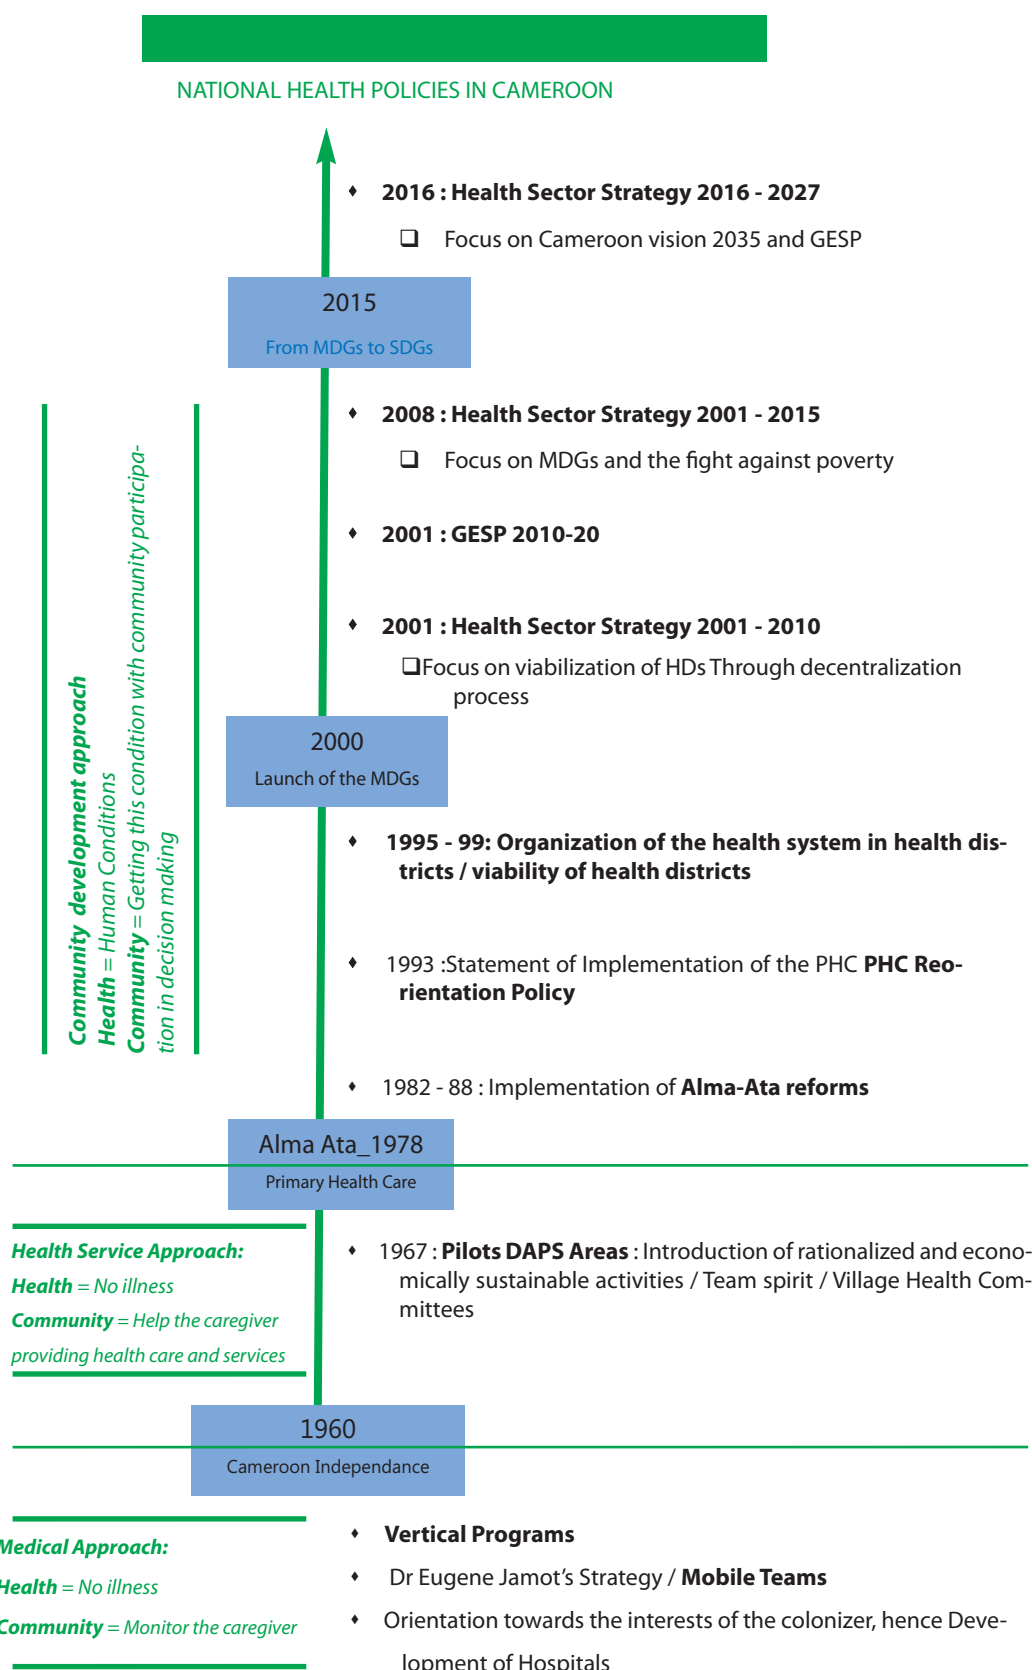 NATIONAL HEALTH POLICIES IN CAMEROON
♦ 2016 : Health Sector Strategy 2016 - 2027
❑ Focus on Cameroon vision 2035 and GESP
2015
From MDGs to SDGs
♦ 2008 : Health Sector Strategy 2001 - 2015
❑ Focus on MDGs and the fight against poverty
♦ 2001 : GESP 2010-20
♦ 2001 : Health Sector Strategy 2001 - 2010
❑Focus on viabilization of HDs Through decentralization
process
2000
Launch of the MDGs
Community development approach
Health = Human Conditions
Community = Getting this condition with community participa-
tion in decision making
♦ 1995 - 99: Organization of the health system in health dis-
tricts / viability of health districts
♦ 1993 :Statement of Implementation of the PHC PHC Reo-
rientation Policy
♦ 1982 - 88 : Implementation of Alma-Ata reforms
Alma Ata_1978
Primary Health Care
Health Service Approach:
Health = No illness
Community = Help the caregiver
providing health care and services
♦ 1967 : Pilots DAPS Areas : Introduction of rationalized and econo-
mically sustainable activities / Team spirit / Village Health Com-
mittees
1960
Cameroon Independance
Medical Approach:
Health = No illness
Community = Monitor the caregiver
♦ Vertical Programs
♦ Dr Eugene Jamot’s Strategy / Mobile Teams
♦ Orientation towards the interests of the colonizer, hence Deve-
lopment of Hospitals